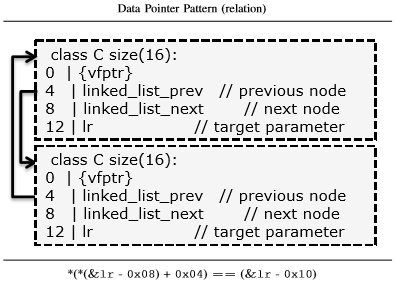 Data Pointer Pattern (relation)
class C size(16):
0 | {vfptr}
4 | linked_list_prev // previous node
8 | linked_list_next // next node
12 | lr // target parameter
class C size(16):
0 | {vfptr}
4 | linked_list_prev // previous node
8 | linked_list_next // next node
12 | lr // target parameter
*(*(&lr - 0x08) + 0x04) == (&lr - 0x10)